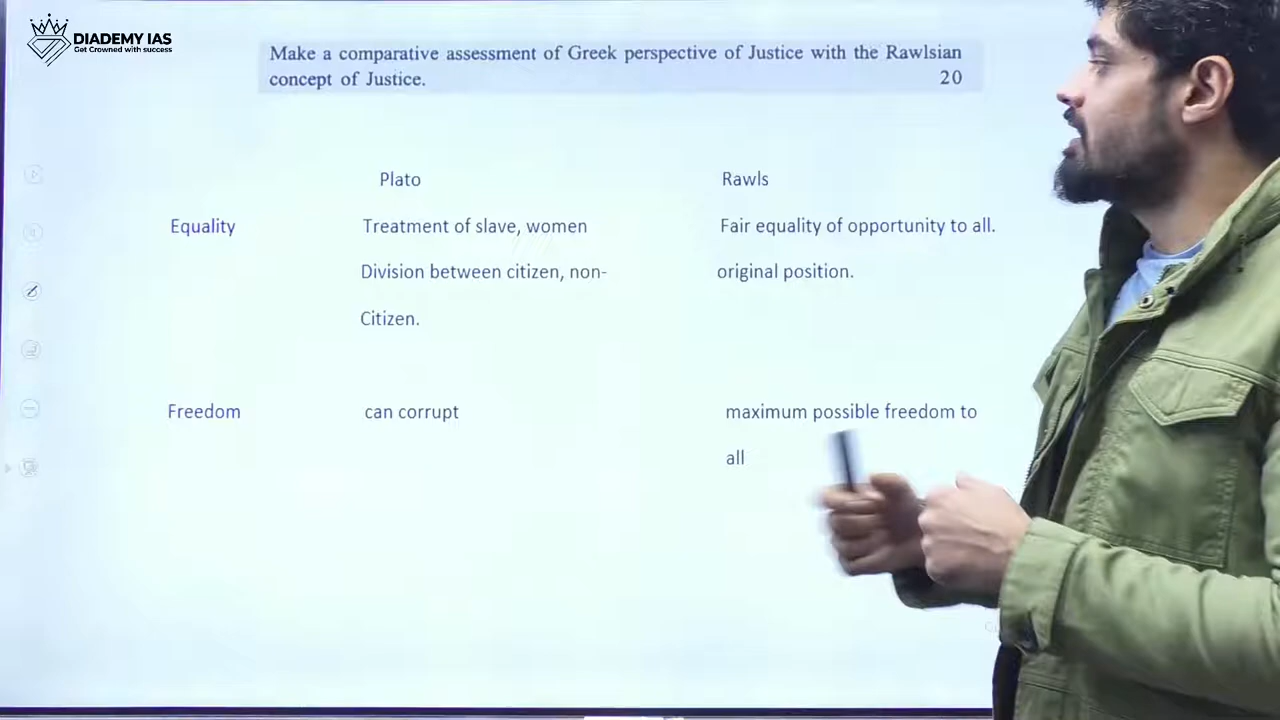 DIADEMY IAS
Get Crowned with success
Make a comparative assessment of Greek perspective of Justice with the Rawlsian
concept of Justice. 20
Plato Rawls
Equality Treatment of slave, women Fair equality of opportunity to all.
Division between citizen, non- original position.
Citizen.
Freedom can corrupt maximum possible freedom to
all